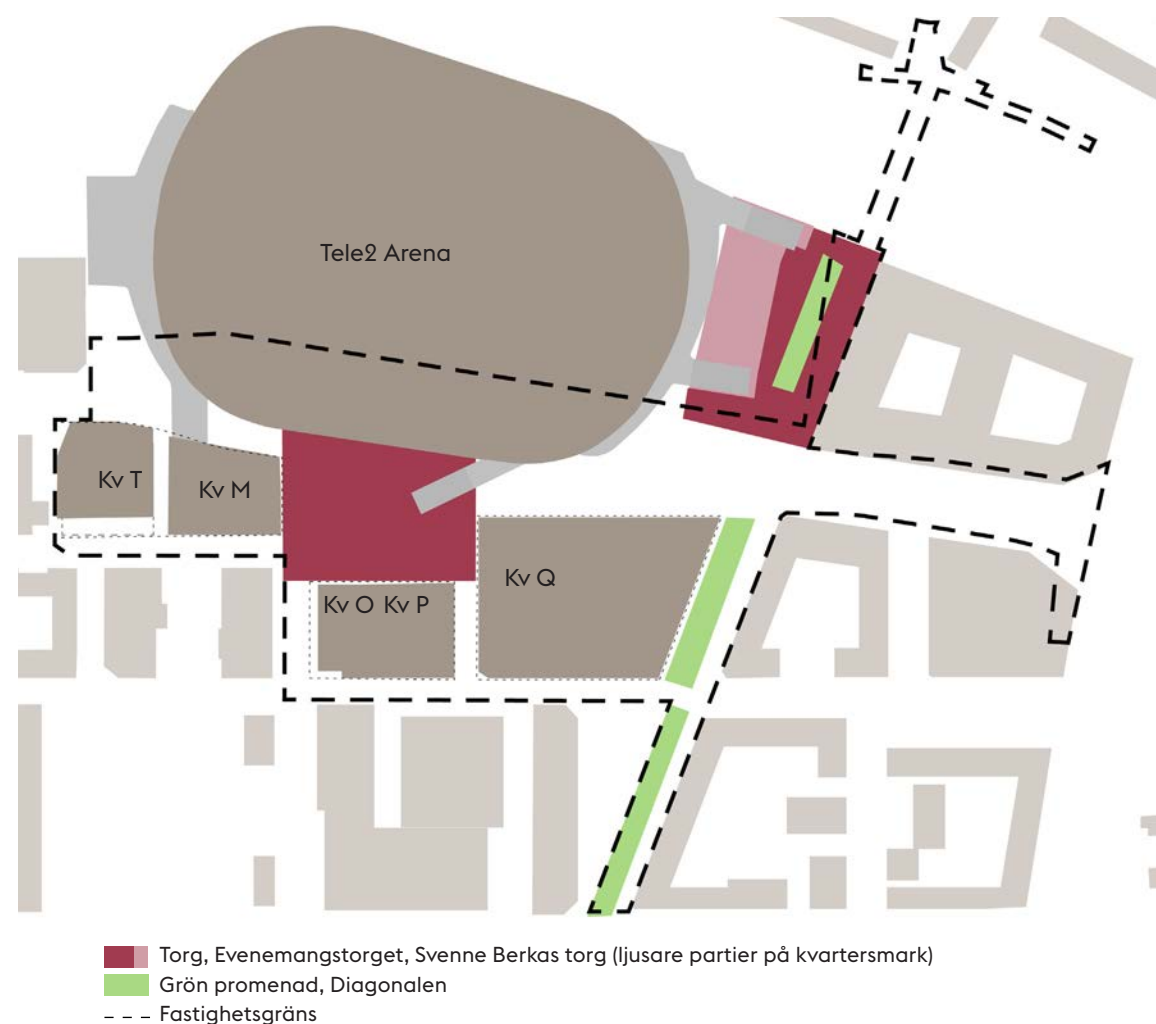 Tele2 Arena
Kv T
Kv M
Kv Q
Kv O Kv P
Torg, Evenemangstorget, Svenne Berkas torg (ljusare partier på kvartersmark)
Grön promenad, Diagonalen
Fastighetsgräns